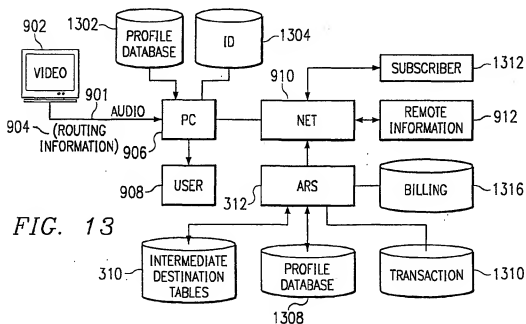 1302
PROFILE
DATABASE
ID
1304
902
VIDEO
901
AUDIO
904 (ROUTING
INFORMATION)
PC
906
910
NET
SUBSCRIBER
1312
REMOTE
INFORMATION
912
USER
908
312
ARS
BILLING
1316
FIG. 13
310
INTERMEDIATE
DESTINATION
TABLES
PROFILE
DATABASE
1308
TRANSACTION
1310